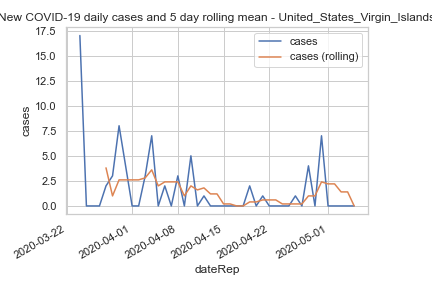 New COVID-19 daily cases and 5 day rolling mean - United_States_Virgin_Islands
17.5
15.0
12.5
10.0
7.5
5.0
2.5
0.0
cases
cases
cases (rolling)
2020-03-22
2020-04-01
2020-04-08
2020-04-15
2020-04-22
2020-05-01
dateRep